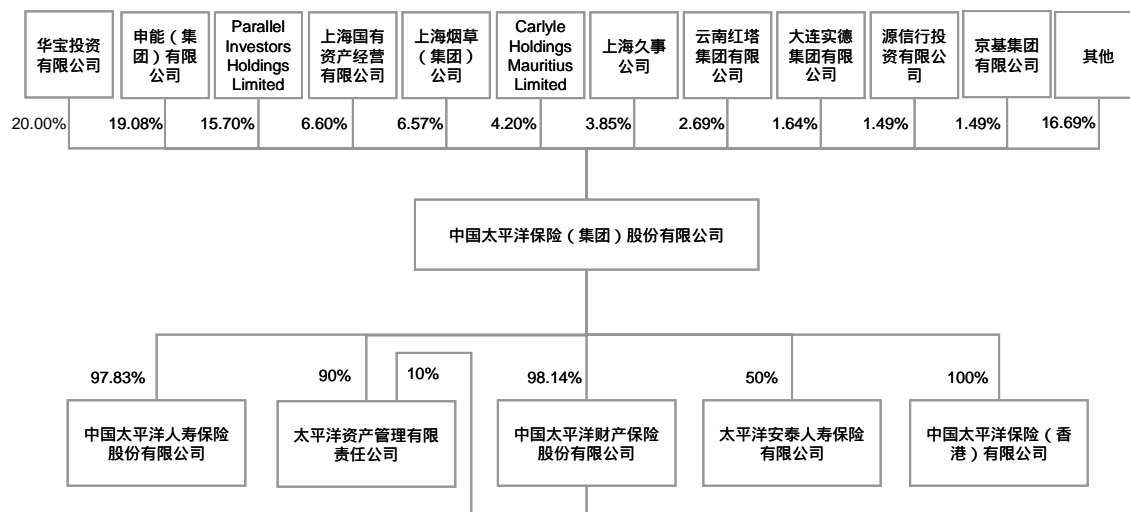 华宝投资
有限公司
申能（集
团）有限
公司
Parallel
Investors
Holdings
Limited
上海国有
资产经营
有限公司
上海烟草
（集团）
公司
Carlyle
Holdings
Mauritius
Limited
上海久事
公司
云南红塔
集团有限
公司
大连实德
集团有限
公司
源信行投
资有限公
司
京基集团
有限公司
其他
20.00%
19.08%
15.70%
6.60%
6.57%
4.20%
3.85%
2.69%
1.64%
1.49%
1.49%
16.69%
中国太平洋保险（集团）股份有限公司
97.83%
90%
10%
98.14%
50%
100%
中国太平洋人寿保险
股份有限公司
太平洋资产管理有限
责任公司
中国太平洋财产保险
股份有限公司
太平洋安泰人寿保险
有限公司
中国太平洋保险（香
港）有限公司